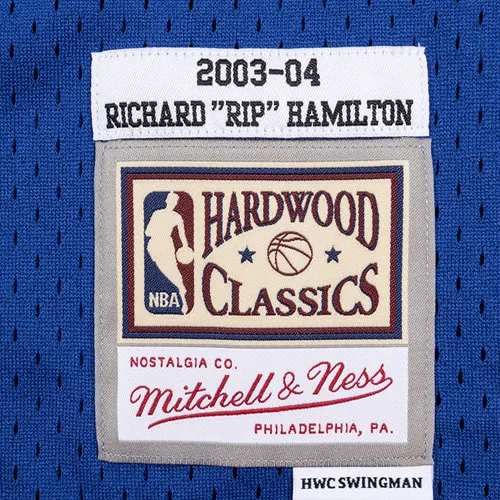 2003-04
RICHARD "RIP" HAMILTON
HARDWOOD
NBA
CLASSICS
NOSTALGIA CO.
Mitchell & Ness
PHILADELPHIA, PA.
HWC SWINGMAN